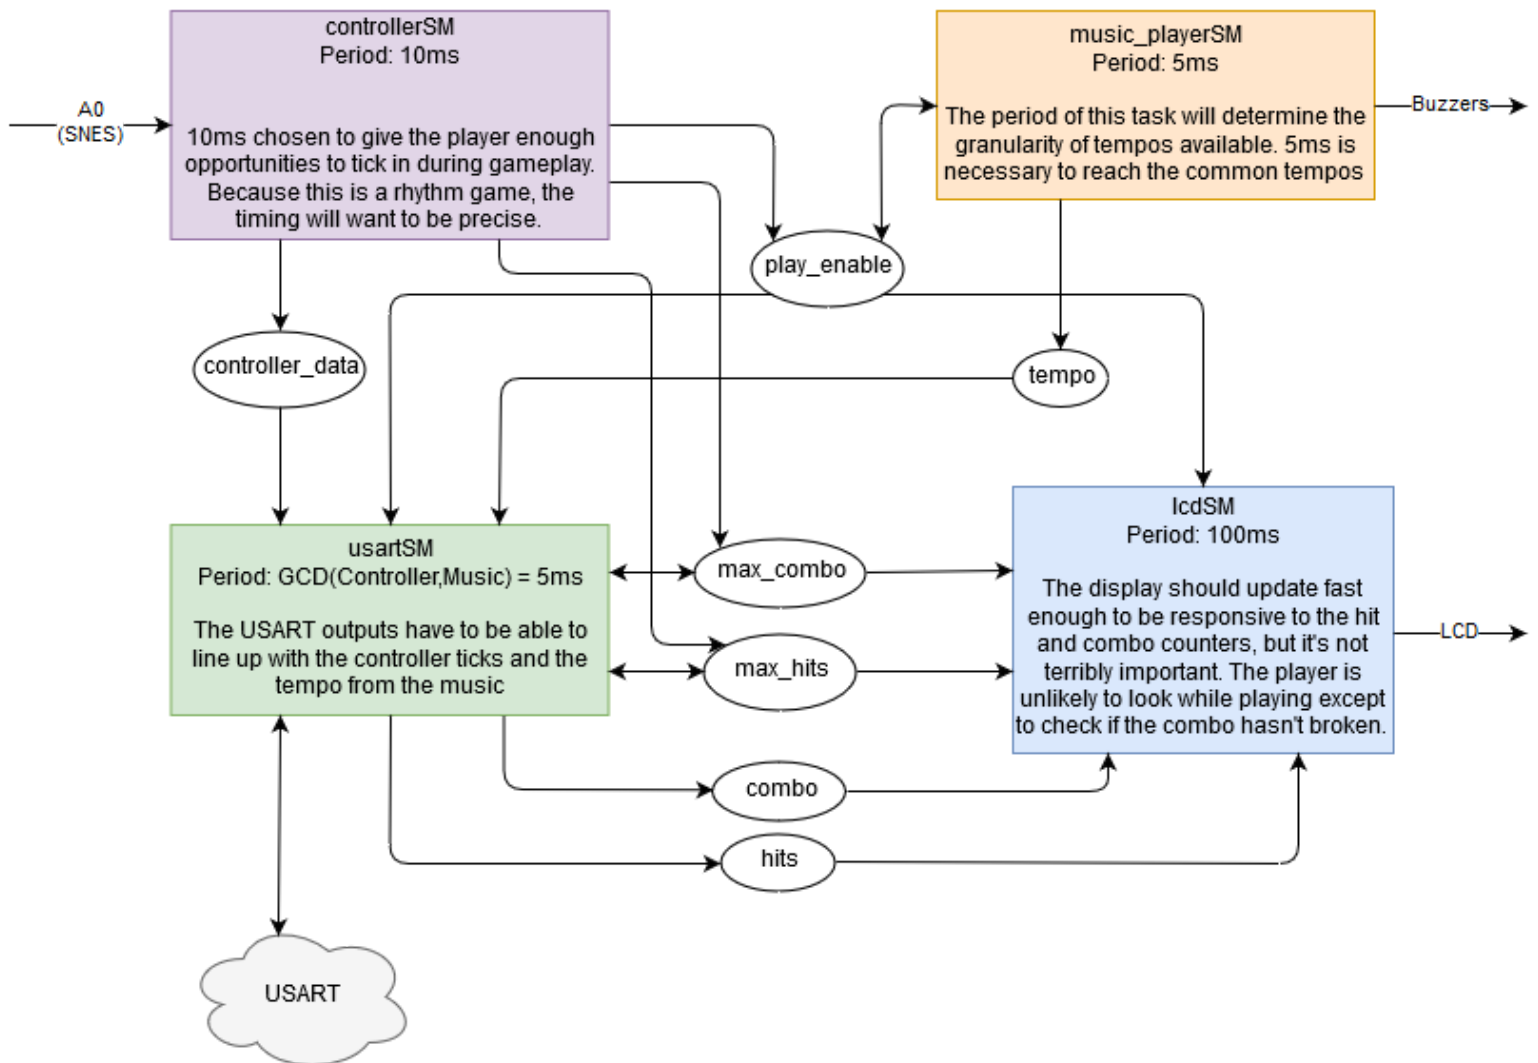 controllerSM
Period: 10ms
10ms chosen to give the player enough
opportunities to tick in during gameplay.
Because this is a rhythm game, the
timing will want to be precise.
music_playerSM
Period: 5ms
The period of this task will determine the
granularity of tempos available. 5ms is
necessary to reach the common tempos
A0
(SNES)
Buzzers
play_enable
controller_data
tempo
usartSM
Period: GCD(Controller,Music) = 5ms
The USART outputs have to be able to
line up with the controller ticks and the
tempo from the music
max_combo
max_hits
combo
hits
lcdSM
Period: 100ms
The display should update fast
enough to be responsive to the hit
and combo counters, but it's not
terribly important. The player is
unlikely to look while playing except
to check if the combo hasn't broken.
LCD
USART